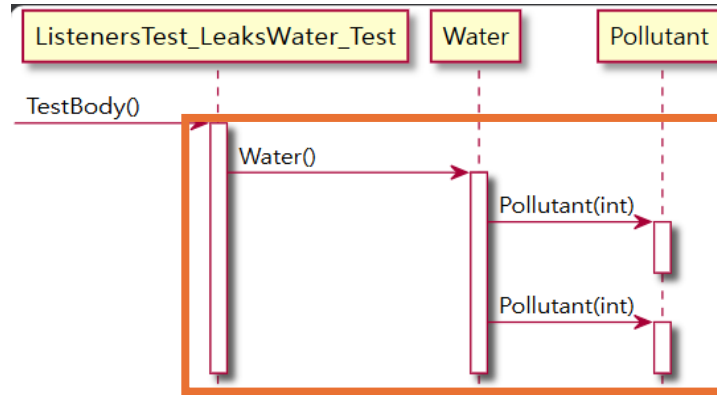 ListenersTest_LeaksWater_Test
Water
Pollutant
TestBody()
Water()
Pollutant(int)
Pollutant(int)